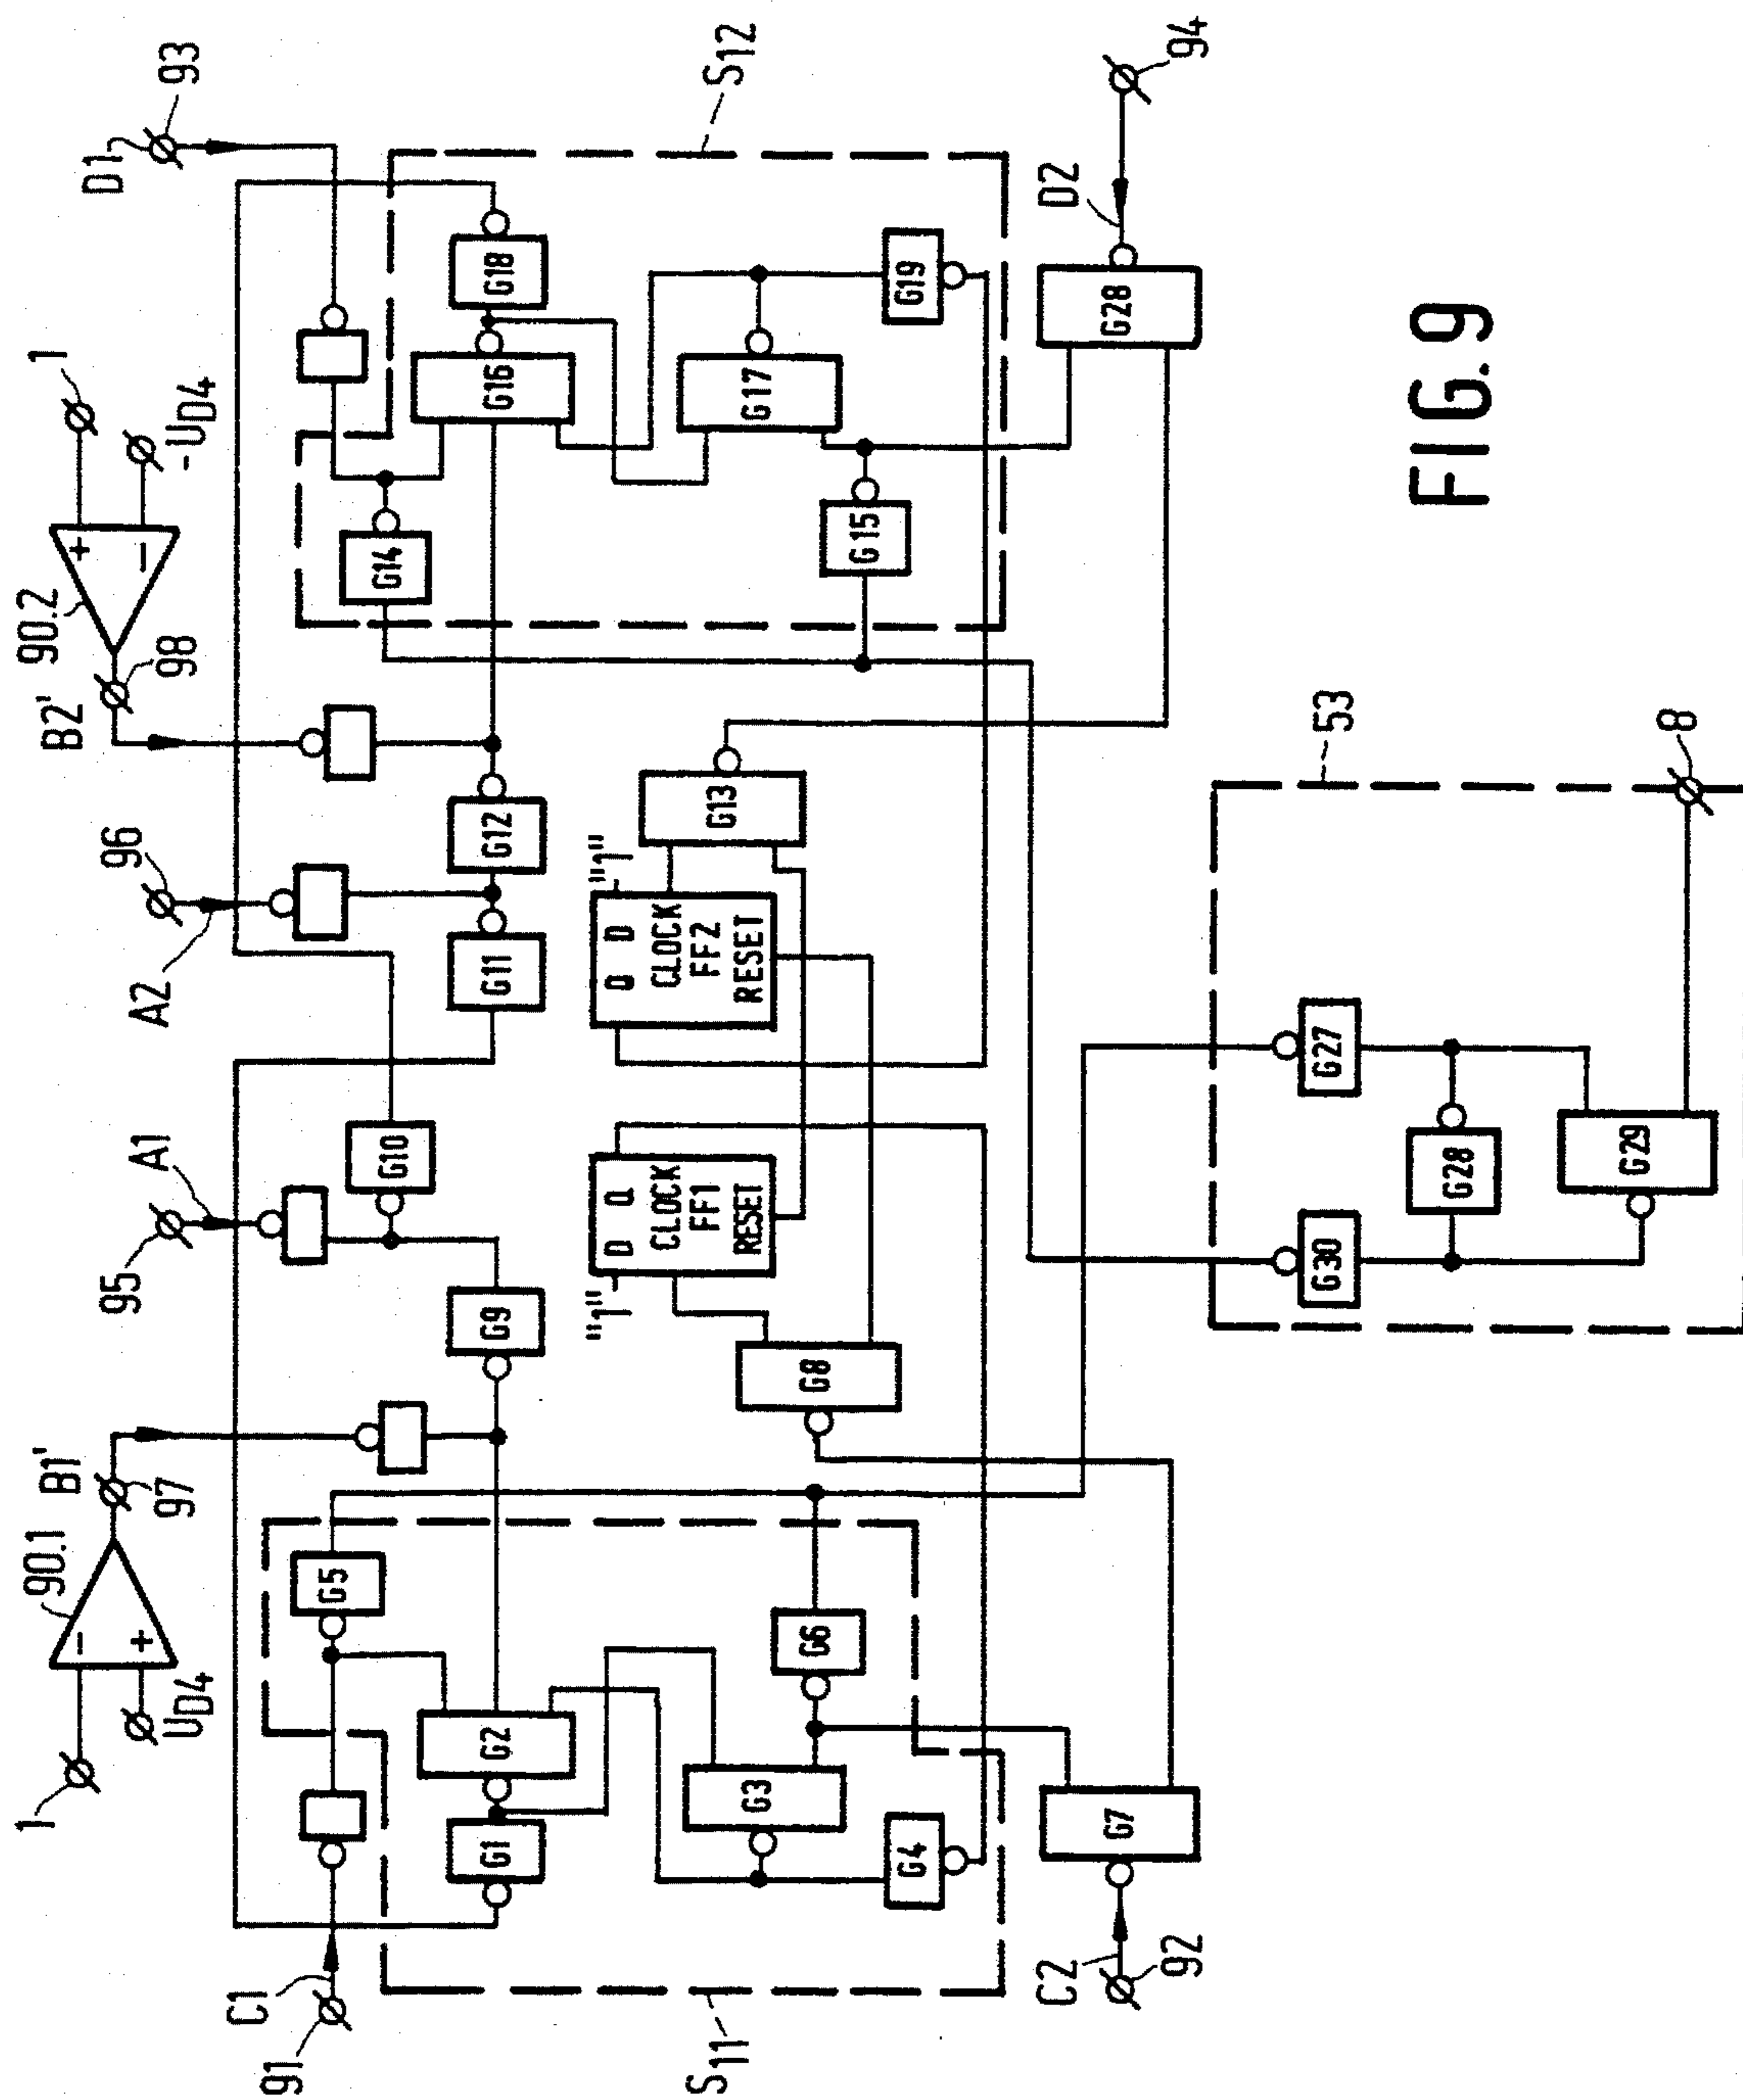 1
90.1
B1'
B2'
90.2
1
−
+
+
−
U_D4
97
95
A1
A2
96
98
-U_D4
D1
93
C1
91
G5
G14
G10
G1
G2
G9
G11
G12
G16
G18
"1"
D Q
CLOCK
FF1
RESET
"1"
Q D
CLOCK
FF2
RESET
G3
G6
G8
G13
G15
G17
G4
G19
S11
S12
C2
92
G7
G28
D2
94
53
G30
G27
G28
G29
8
FIG. 9